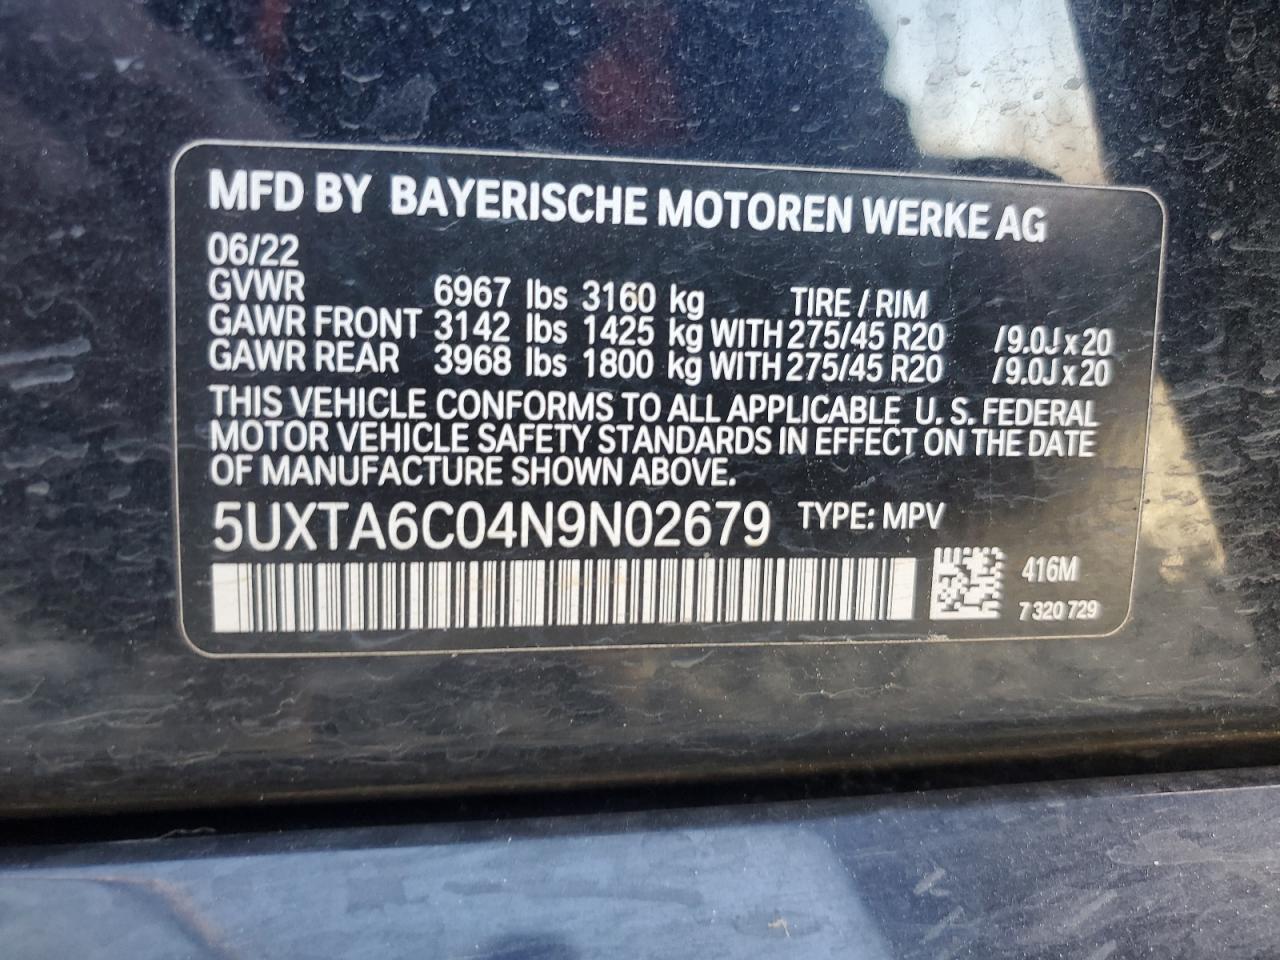 MFD BY BAYERISCHE MOTOREN WERKE AG
06/22
GVWR 6967 lbs 3160 kg TIRE / RIM
GAWR FRONT 3142 lbs 1425 kg WITH 275/45 R20 /9.0J x 20
GAWR REAR 3968 lbs 1800 kg WITH 275/45 R20 /9.0J x 20
THIS VEHICLE CONFORMS TO ALL APPLICABLE U. S. FEDERAL
MOTOR VEHICLE SAFETY STANDARDS IN EFFECT ON THE DATE
OF MANUFACTURE SHOWN ABOVE.
5UXTA6C04N9N02679 TYPE: MPV
416M
7 320 729